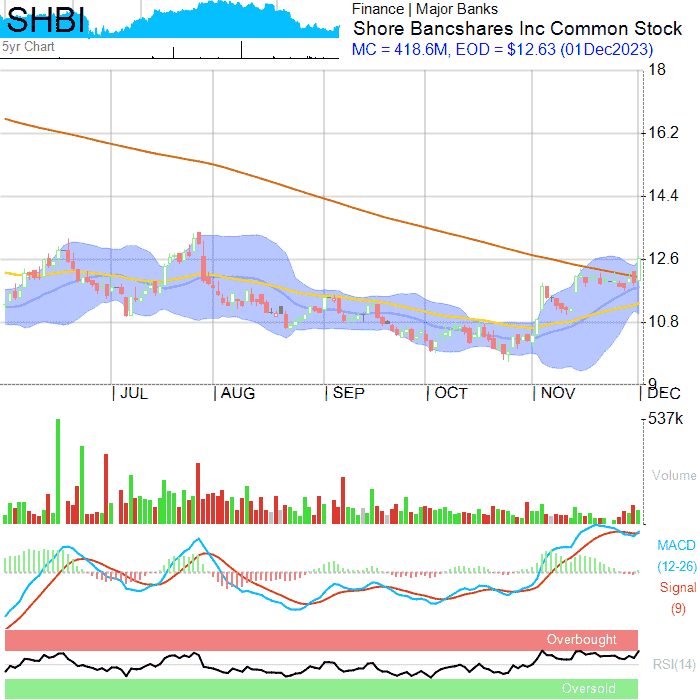 SHBI
Finance | Major Banks
Shore Bancshares Inc Common Stock
5yr Chart
MC = 418.6M, EOD = $12.63 (01Dec2023)
18
16.2
14.4
12.6
10.8
9
JUL AUG SEP OCT NOV DEC
537k
Volume
MACD
(12-26)
Signal
(9)
Overbought
RSI(14)
Oversold